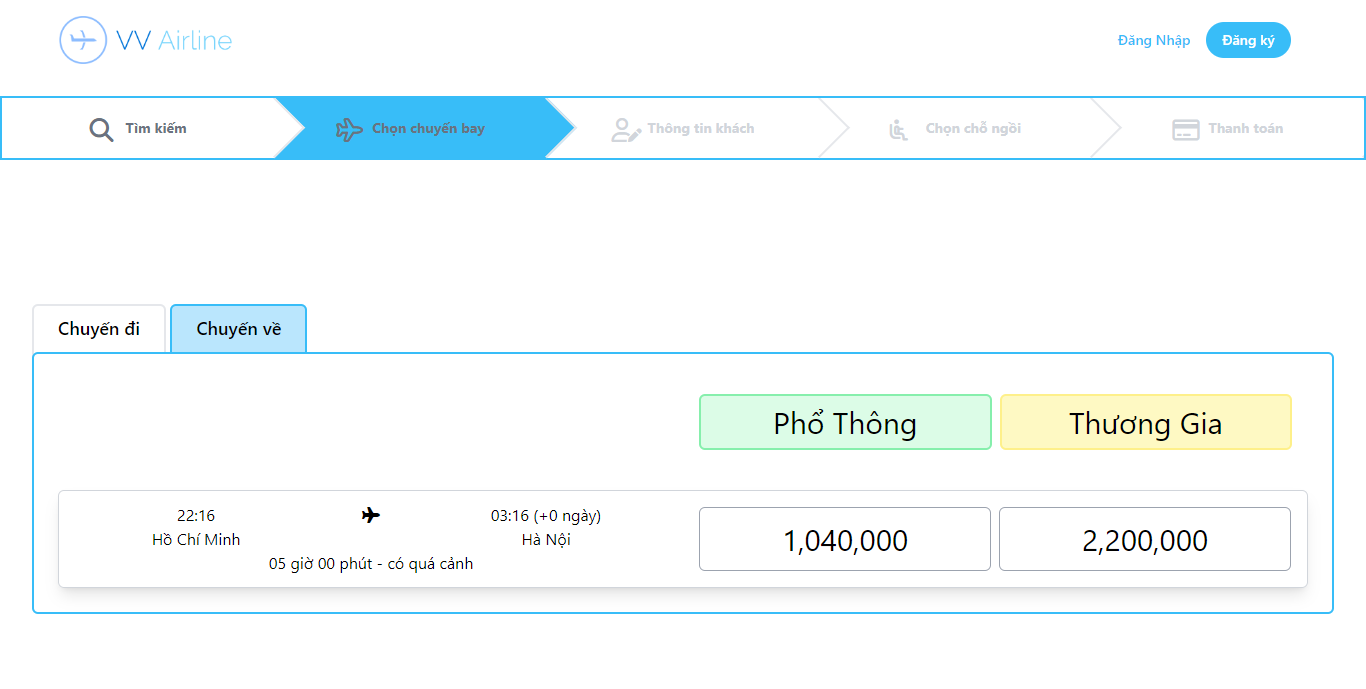 VV Airline
Đăng Nhập
Đăng ký
Tìm kiếm
Chọn chuyến bay
Thông tin khách
Chọn chỗ ngồi
Thanh toán
Chuyến đi
Chuyến về
Phổ Thông
Thương Gia
22:16
03:16 (+0 ngày)
Hồ Chí Minh
Hà Nội
05 giờ 00 phút - có quá cảnh
1,040,000
2,200,000